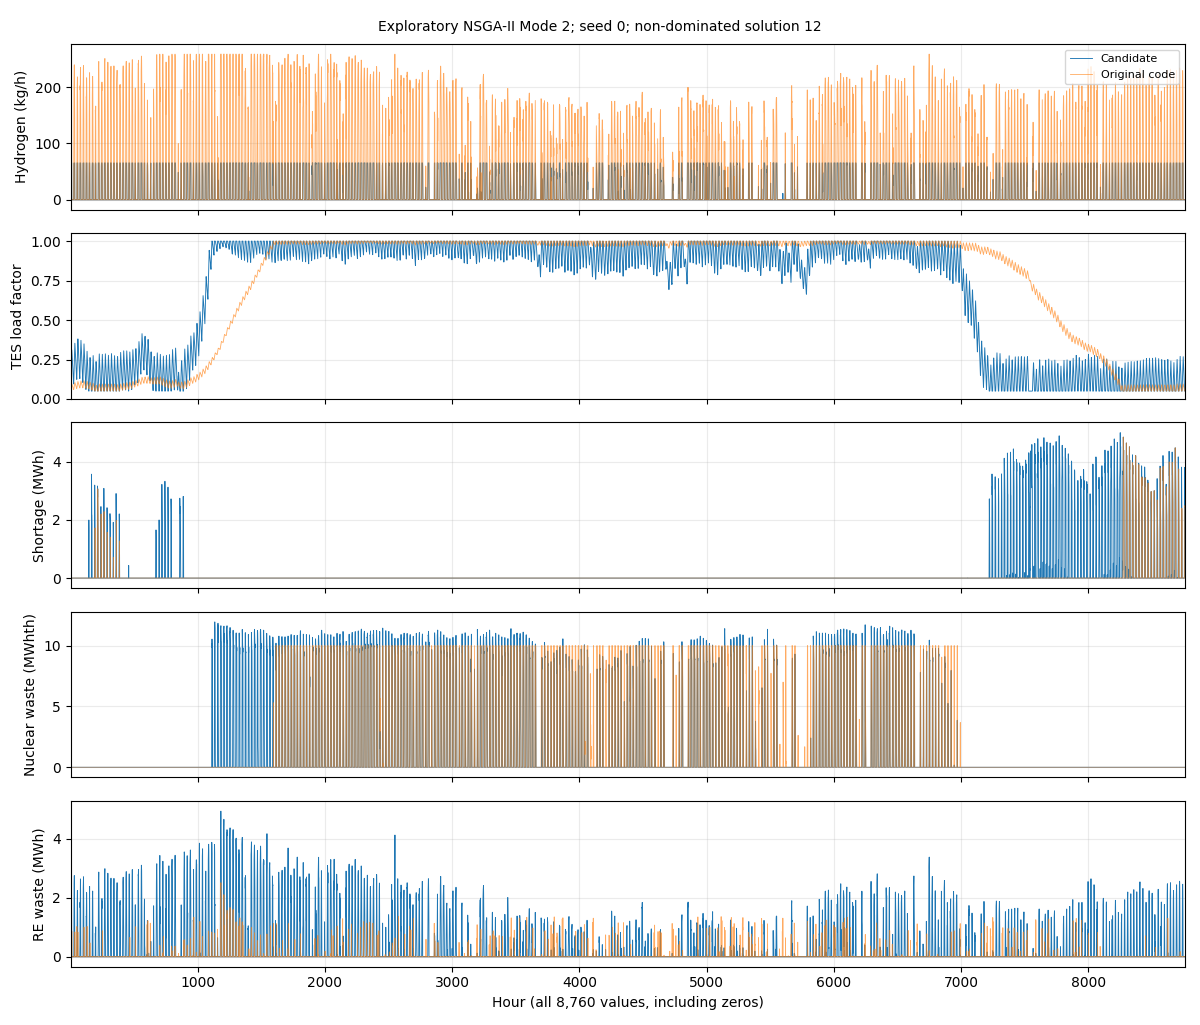 Exploratory NSGA-II Mode 2; seed 0; non-dominated solution 12
Hydrogen (kg/h)
200
100
0
Candidate
Original code
TES load factor
1.00
0.75
0.50
0.25
0.00
Shortage (MWh)
4
2
0
Nuclear waste (MWhth)
10
5
0
RE waste (MWh)
4
2
0
1000 2000 3000 4000 5000 6000 7000 8000
Hour (all 8,760 values, including zeros)